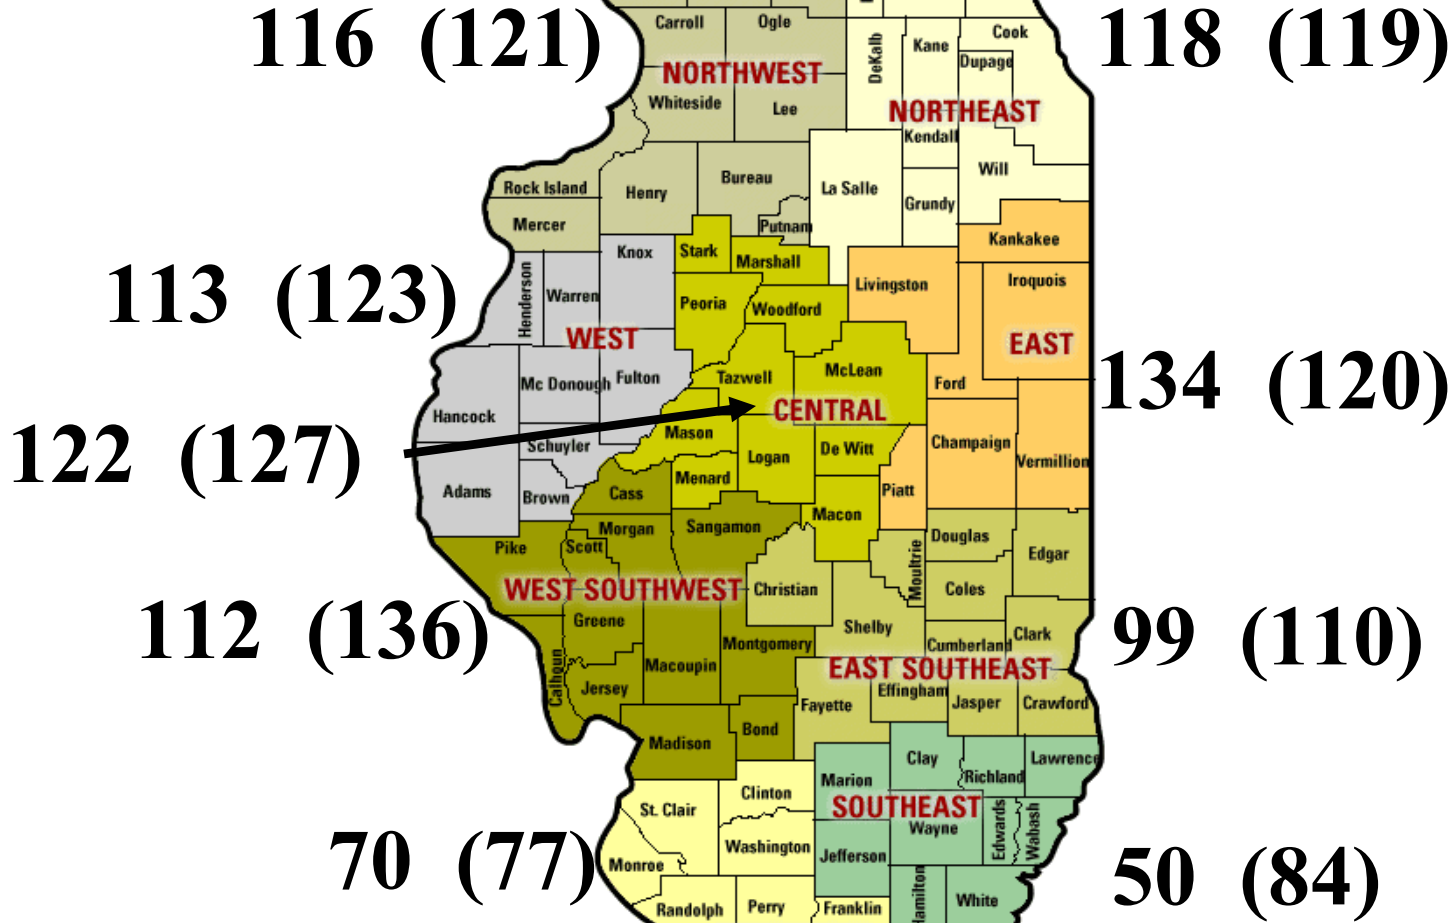 116 (121)
118 (119)
Carroll
Ogle
DeKalb
Kane
Cook
Dupage
NORTHWEST
NORTHEAST
Whiteside
Lee
Kendall
Will
La Salle
Grundy
Rock Island
Henry
Bureau
Mercer
Putnam
Kankakee
Knox
Stark
Marshall
113 (123)
Henderson
Warren
Peoria
Woodford
Livingston
Iroquois
WEST
EAST
134 (120)
Mc Donough
Fulton
Tazwell
McLean
Ford
Hancock
CENTRAL
122 (127)
Schuyler
Mason
Logan
De Witt
Champaign
Vermillion
Adams
Brown
Cass
Menard
Piatt
Macon
Morgan
Sangamon
Pike
Scott
Moultrie
Douglas
Edgar
WEST SOUTHWEST
Christian
Coles
112 (136)
Greene
Shelby
Cumberland
Clark
99 (110)
Calhoun
Jersey
Macoupin
Montgomery
EAST SOUTHEAST
Effingham
Jasper
Crawford
Fayette
Madison
Bond
Clay
Richland
Lawrence
Marion
Clinton
SOUTHEAST
St. Clair
Wayne
Edwards
Wabash
Washington
Jefferson
70 (77)
Monroe
50 (84)
Randolph
Perry
Franklin
White